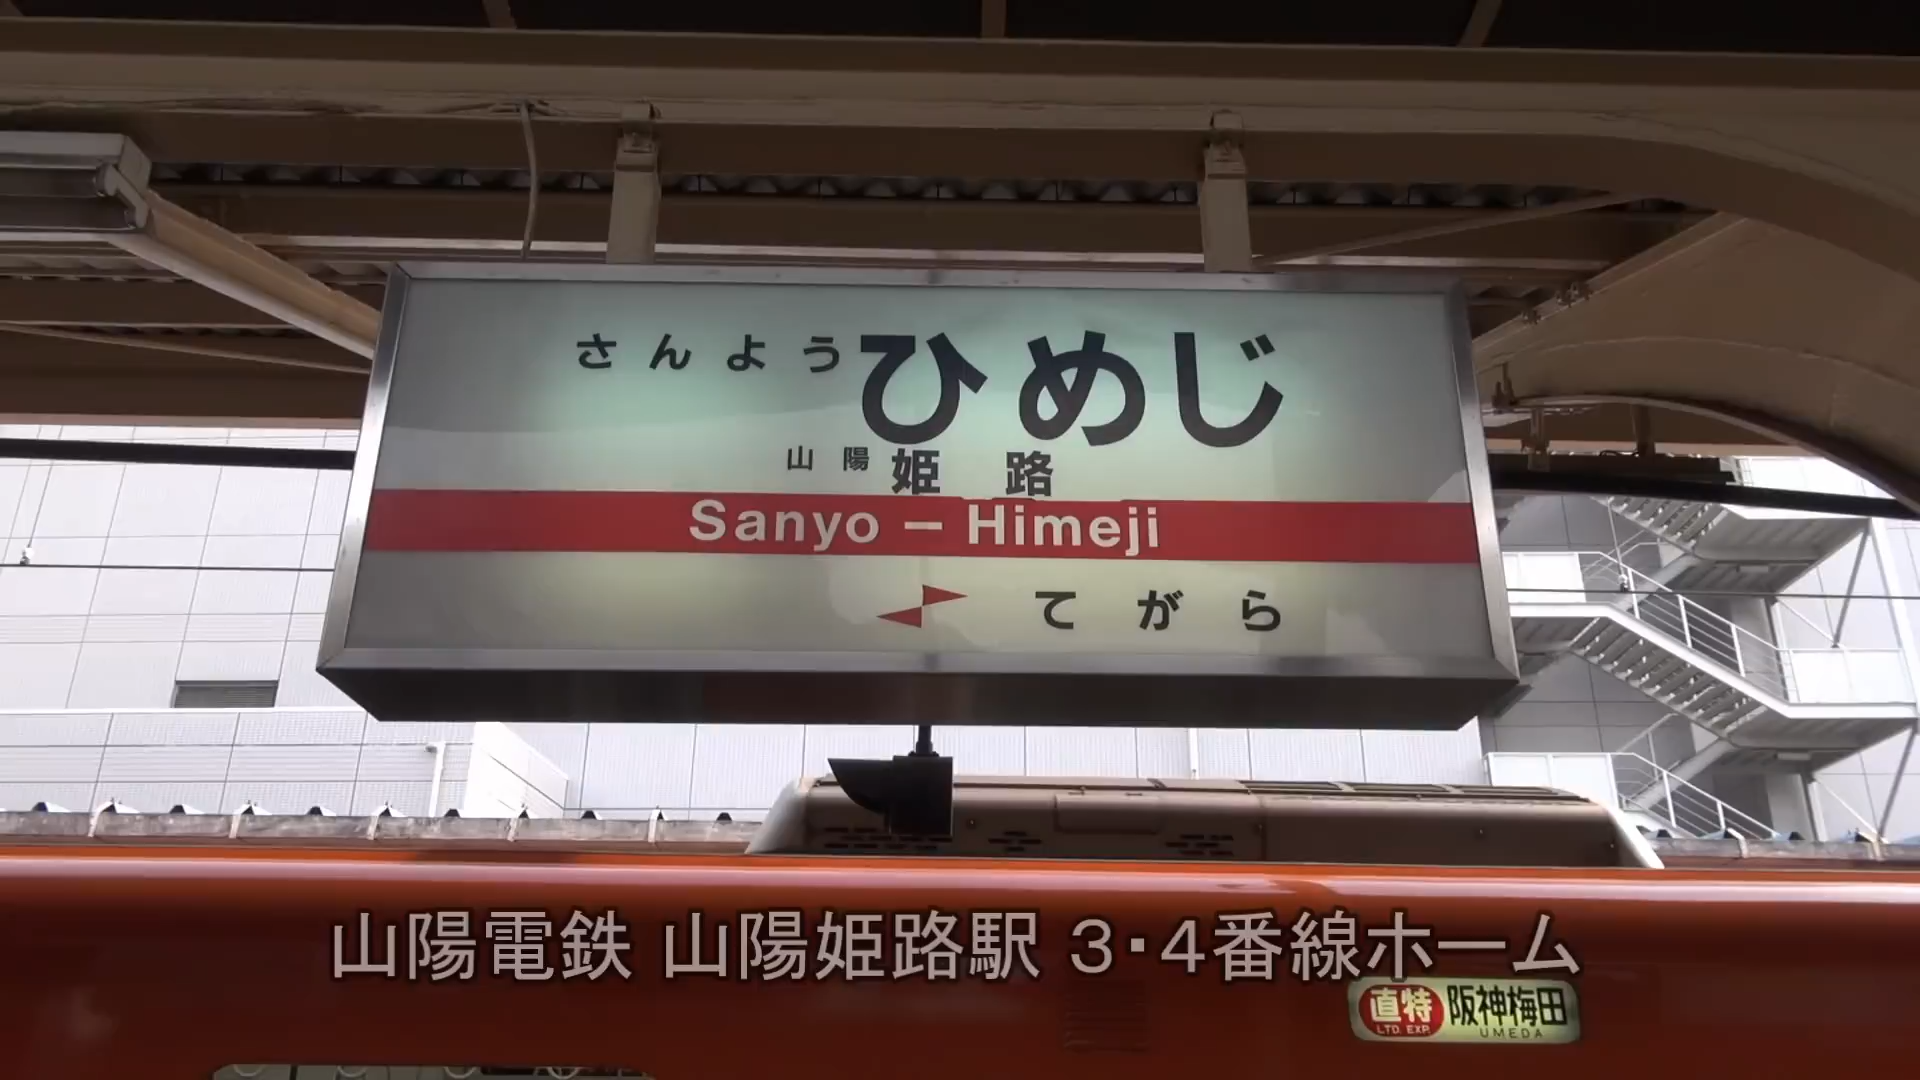 さんようひめじ
山陽姫路
Sanyo − Himeji
てがら
山陽電鉄 山陽姫路駅 3・4番線ホーム
直特 阪神梅田
LTD. EXP. UMEDA